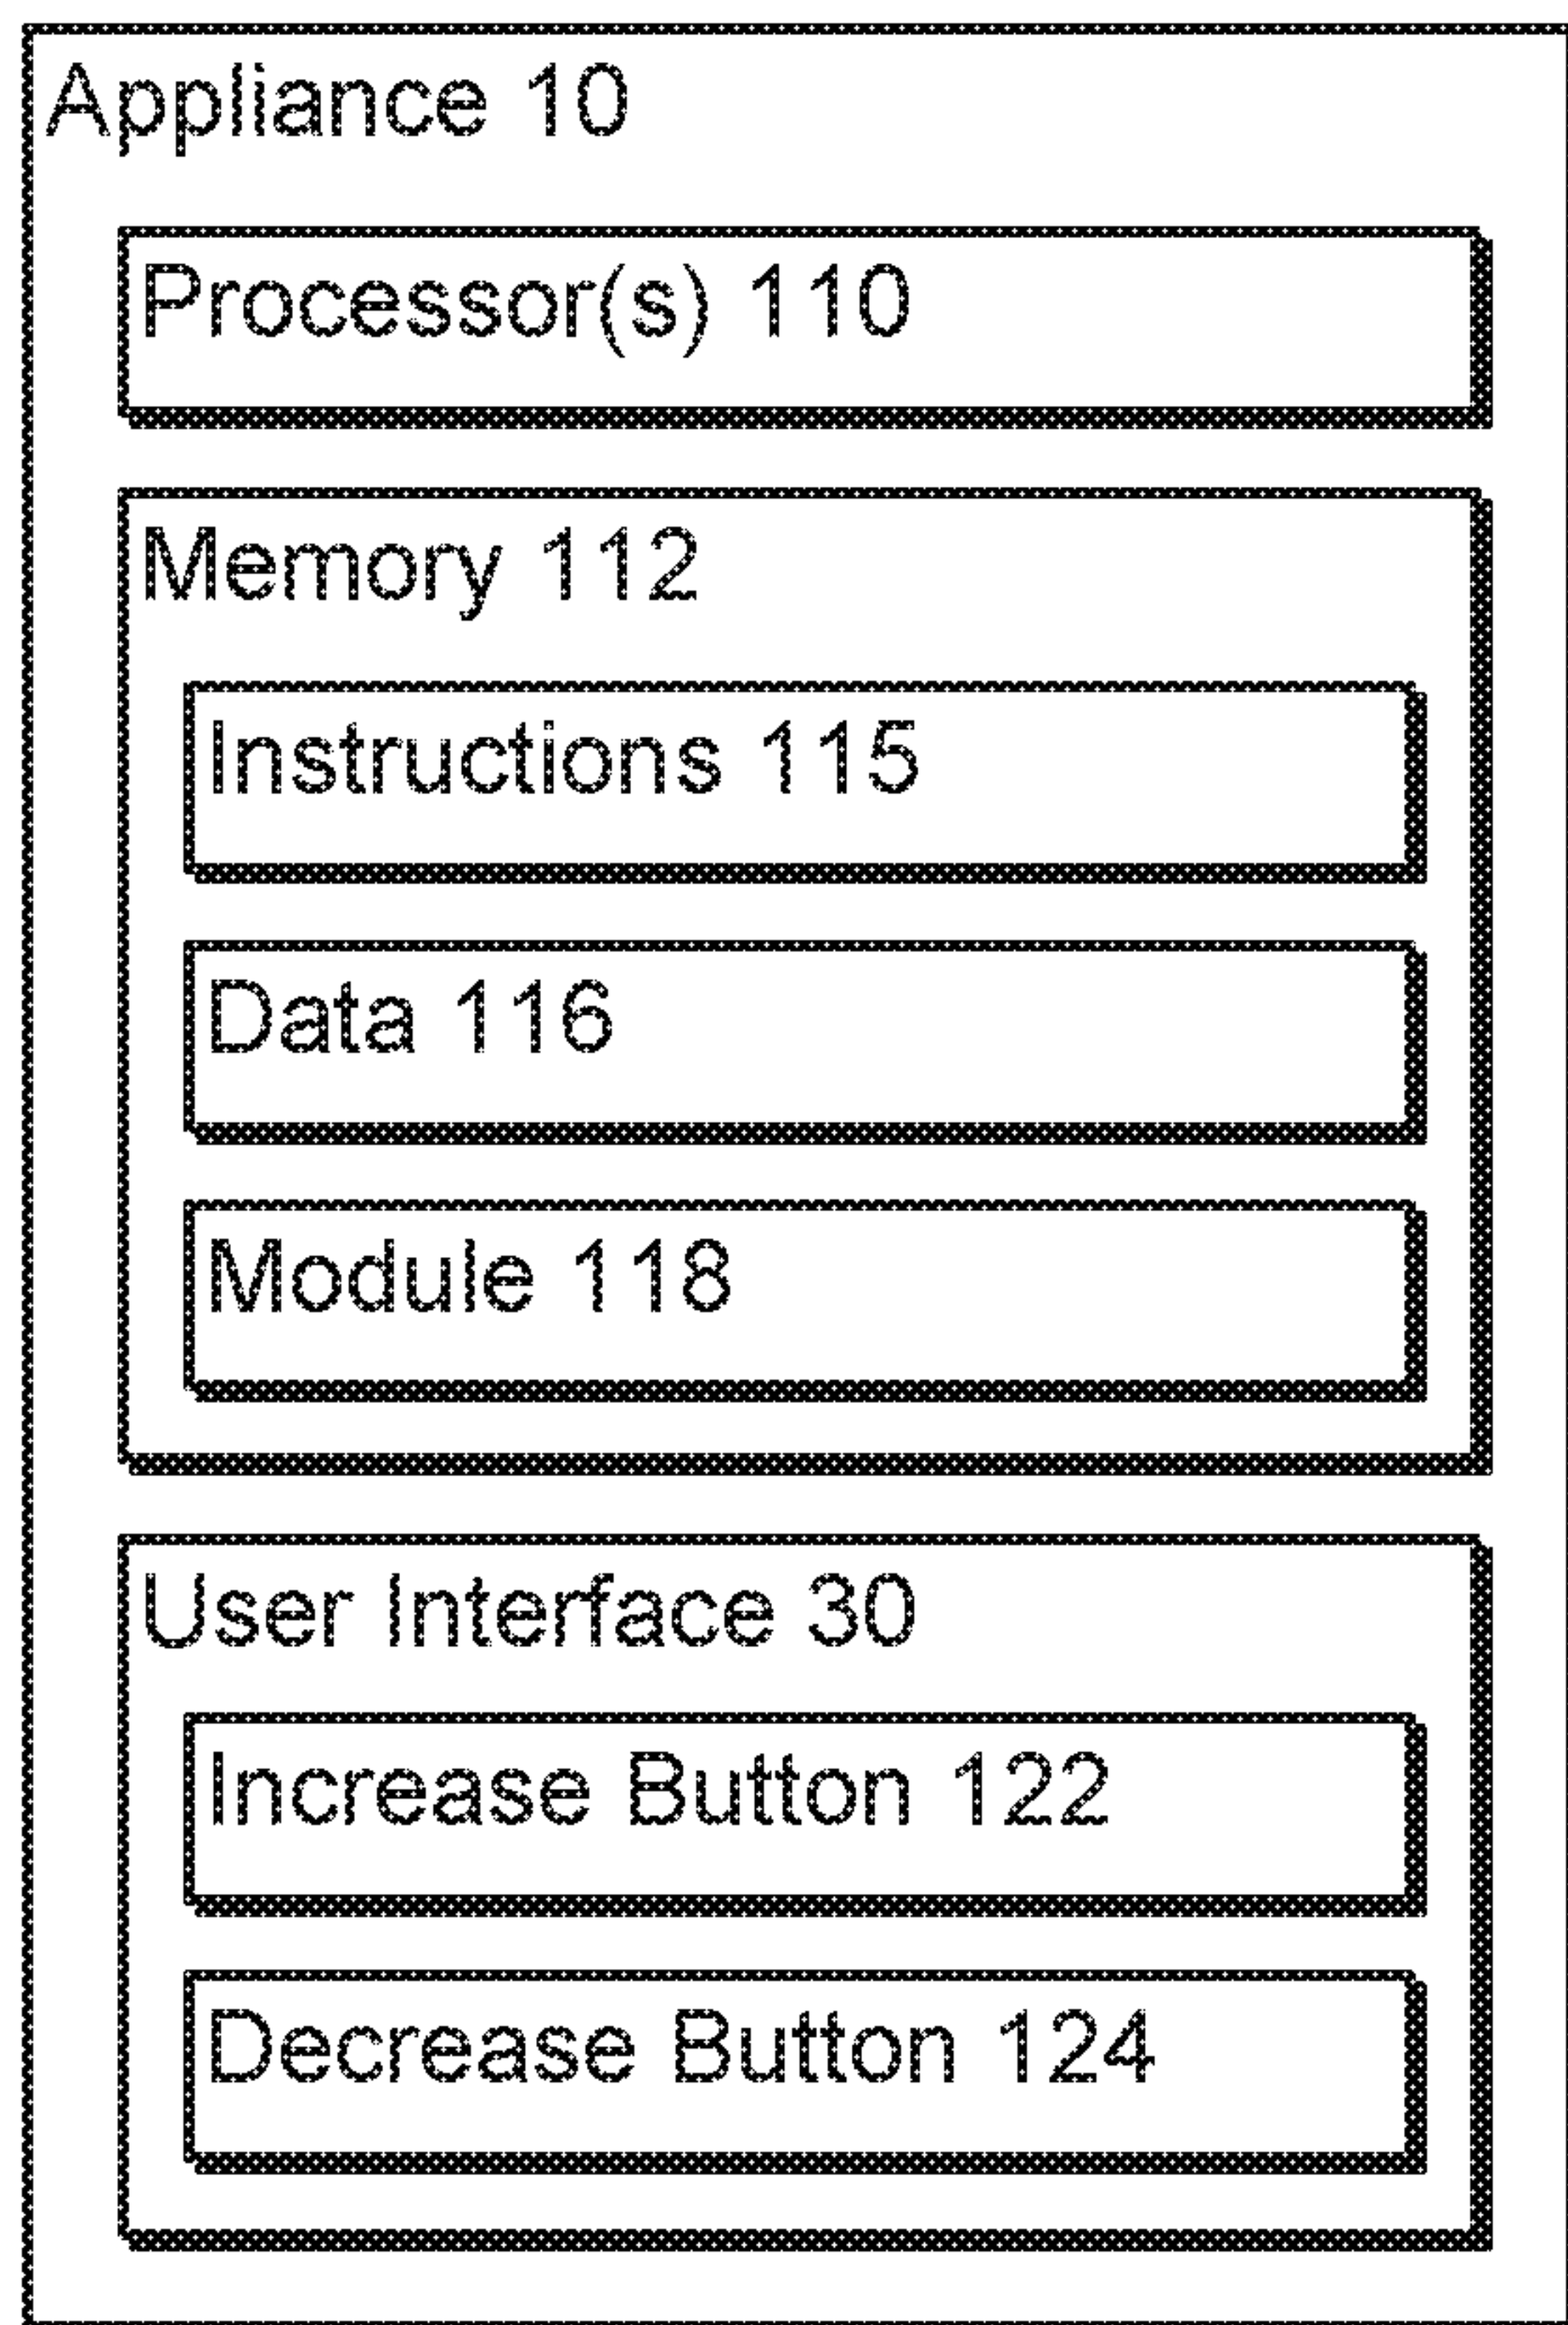 Appliance 10
Processor(s) 110
Memory 112
Instructions 115
Data 116
Module 118
User Interface 30
Increase Button 122
Decrease Button 124